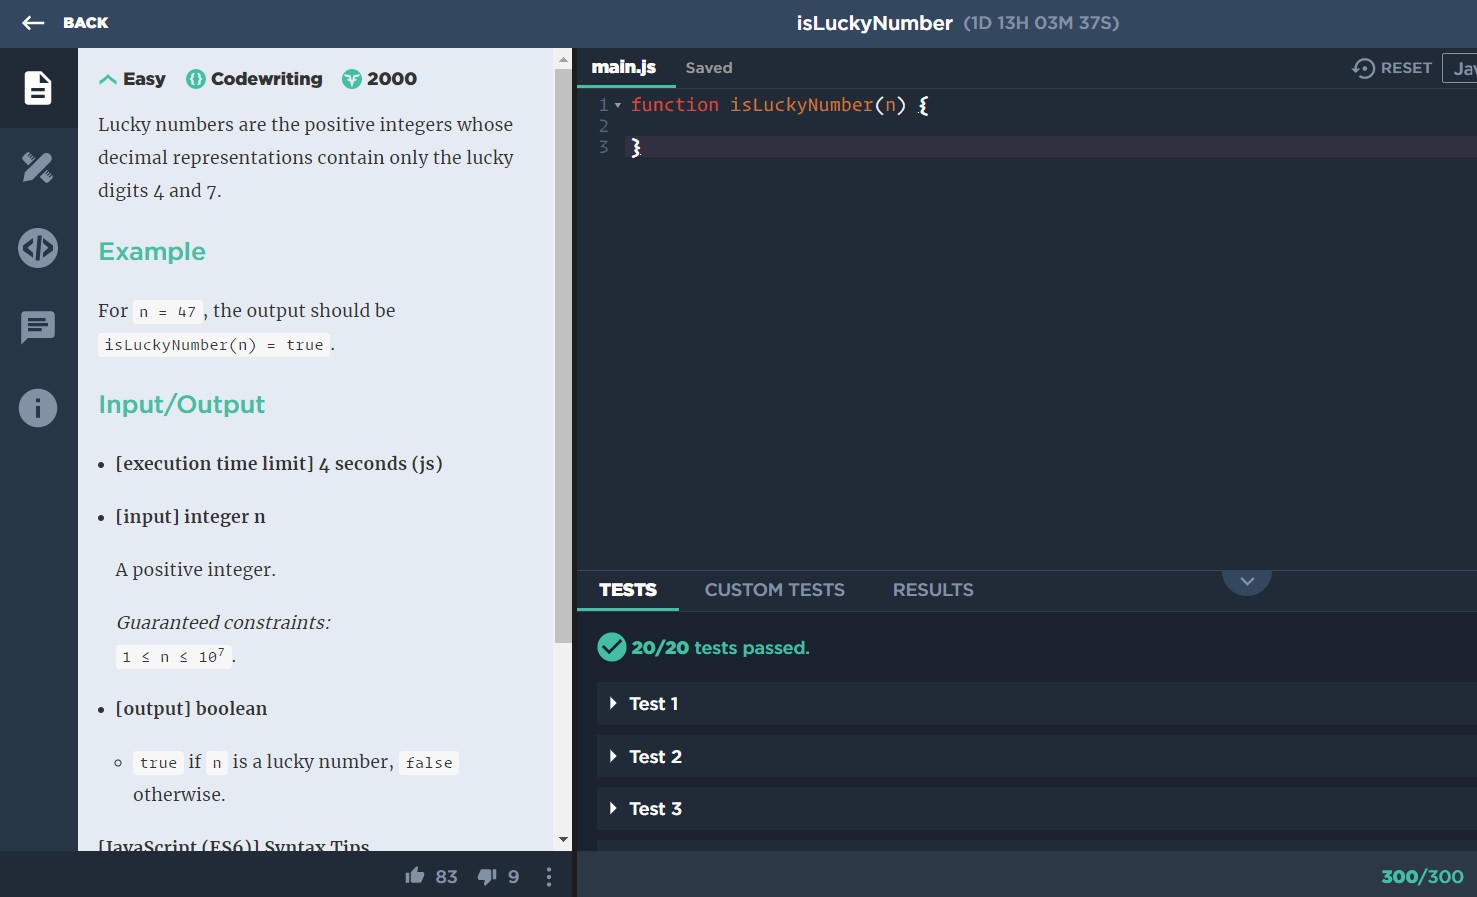 BACK
isLuckyNumber (1D 13H 03M 37S)
Easy Codewriting 2000
Lucky numbers are the positive integers whose
decimal representations contain only the lucky
digits 4 and 7.
Example
For n = 47, the output should be
isLuckyNumber(n) = true.
Input/Output
• [execution time limit] 4 seconds (js)
• [input] integer n
A positive integer.
Guaranteed constraints:
1 ≤ n ≤ 10⁷.
• [output] boolean
◦ true if n is a lucky number, false
otherwise.
[JavaScript (ES6)] Syntax Tips
83 9
main.js Saved
RESET Jav
1 function isLuckyNumber(n) {
2
3 }
TESTS CUSTOM TESTS RESULTS
20/20 tests passed.
Test 1
Test 2
Test 3
300/300